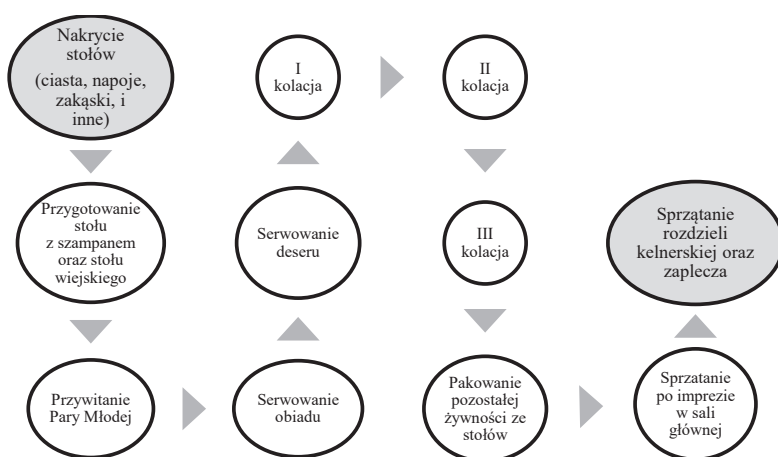 Nakrycie
stołów
(ciasta, napoje,
zakąski, i
inne)
Przygotowanie
stołu
z szampanem
oraz stołu
wiejskiego
Przywitanie
Pary Młodej
Serwowanie
obiadu
Serwowanie
deseru
I
kolacja
II
kolacja
III
kolacja
Pakowanie
pozostałej
żywności ze
stołów
Sprzatanie
po imprezie
w sali
głównej
Sprzątanie
rozdzieli
kelnerskiej oraz
zaplecza